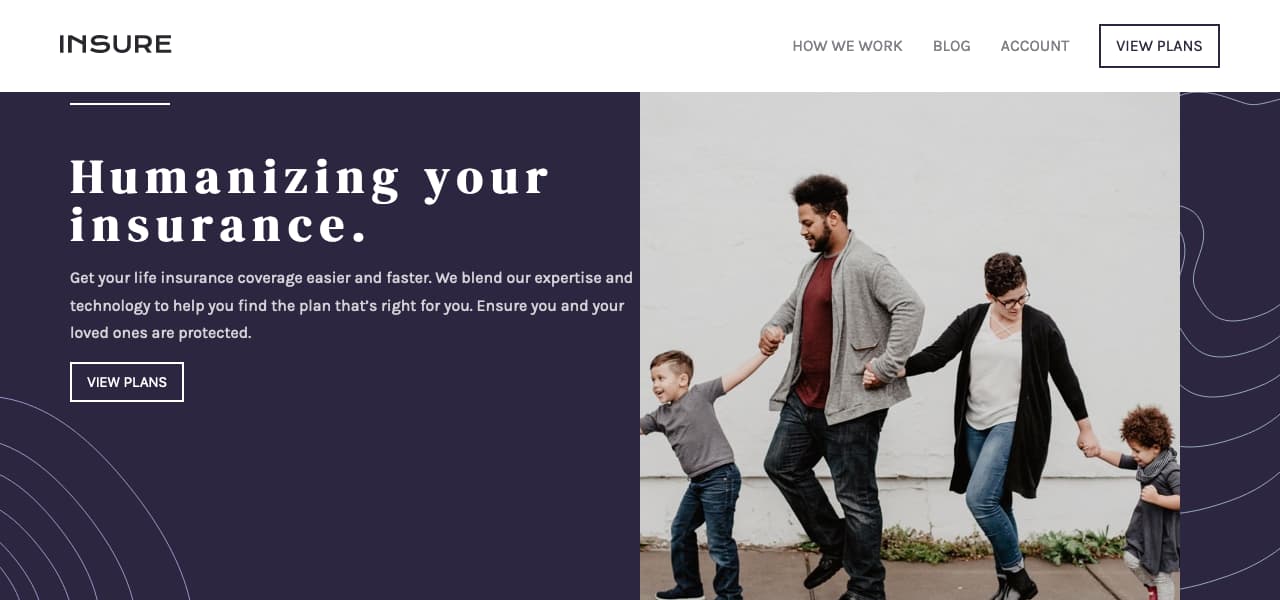 INSURE
HOW WE WORK BLOG ACCOUNT VIEW PLANS
Humanizing your
insurance.
Get your life insurance coverage easier and faster. We blend our expertise and
technology to help you find the plan that’s right for you. Ensure you and your
loved ones are protected.
VIEW PLANS